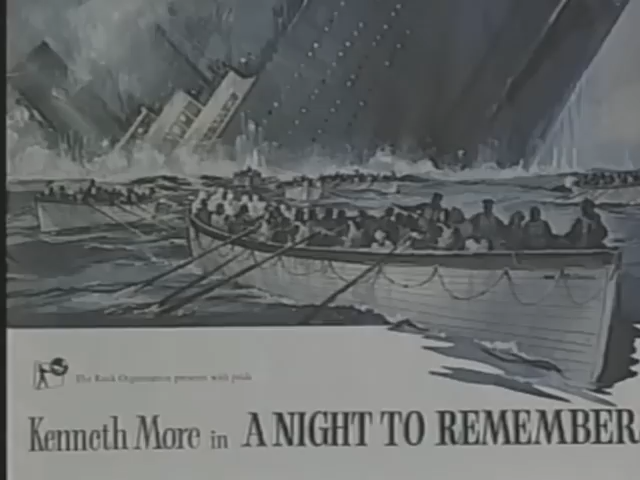 The Rank Organisation presents with pride
Kenneth More in A NIGHT TO REMEMBER